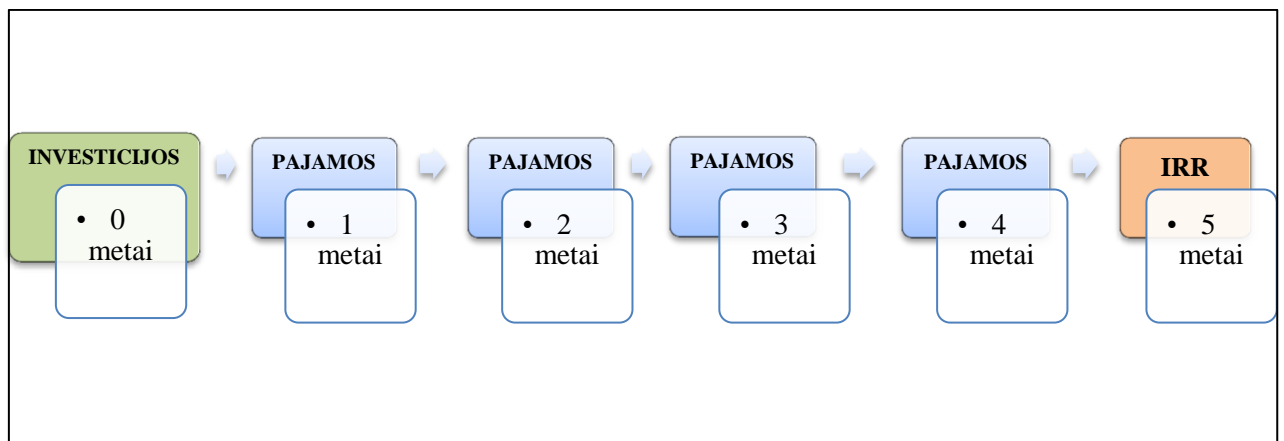 INVESTICIJOS
• 0
metai
PAJAMOS
• 1
metai
PAJAMOS
• 2
metai
PAJAMOS
• 3
metai
PAJAMOS
• 4
metai
IRR
• 5
metai